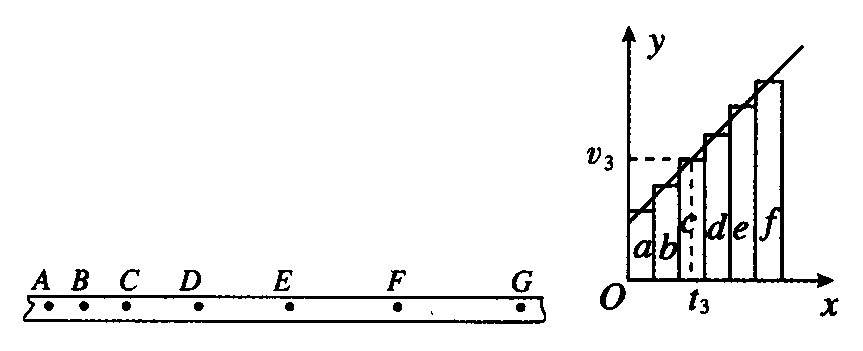 A B C D E F G
y
v₃
a b c d e f
O t₃ x